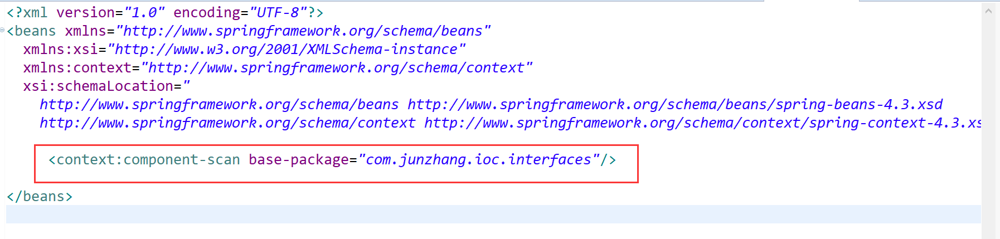 <?xml version="1.0" encoding="UTF-8"?>
<beans xmlns="http://www.springframework.org/schema/beans"
xmlns:xsi="http://www.w3.org/2001/XMLSchema-instance"
xmlns:context="http://www.springframework.org/schema/context"
xsi:schemaLocation="
http://www.springframework.org/schema/beans http://www.springframework.org/schema/beans/spring-beans-4.3.xsd
http://www.springframework.org/schema/context http://www.springframework.org/schema/context/spring-context-4.3.xs
<context:component-scan base-package="com.junzhang.ioc.interfaces"/>
</beans>